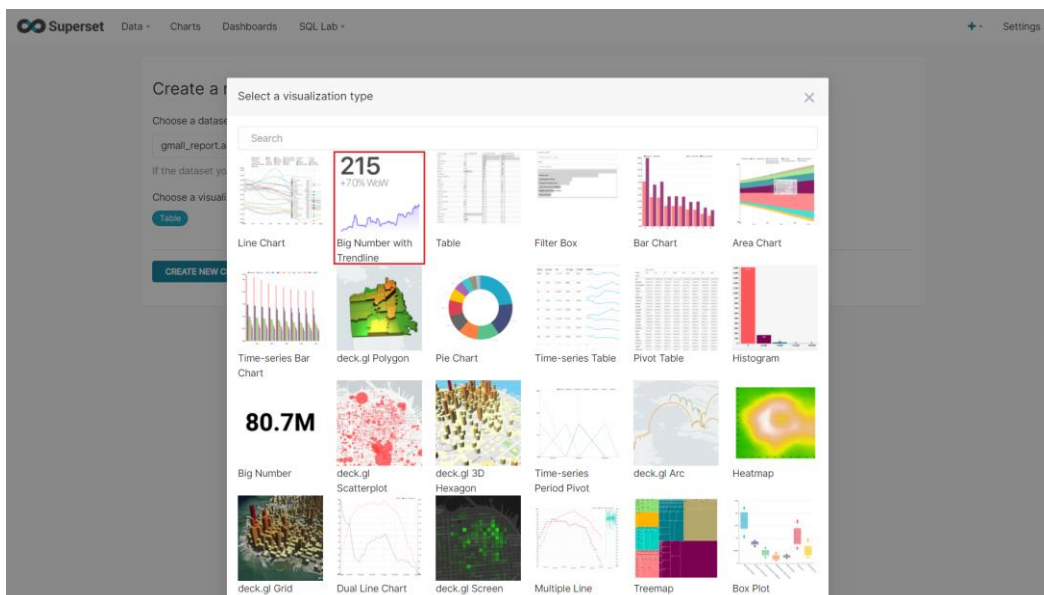 Superset Data Charts Dashboards SQL Lab + Settings
Create a
Select a visualization type ×
Choose a datase
Search
gmall_report.a
If the dataset yo
Choose a visuali
Table
215
+7.0% WoW
Line Chart Big Number with Table Filter Box Bar Chart Area Chart
Trendline
CREATE NEW C
Time-series Bar deck.gl Polygon Pie Chart Time-series Table Pivot Table Histogram
Chart
80.7M
Big Number deck.gl deck.gl 3D Time-series deck.gl Arc Heatmap
Scatterplot Hexagon Period Pivot
deck.gl Grid Dual Line Chart deck.gl Screen Multiple Line Treemap Box Plot